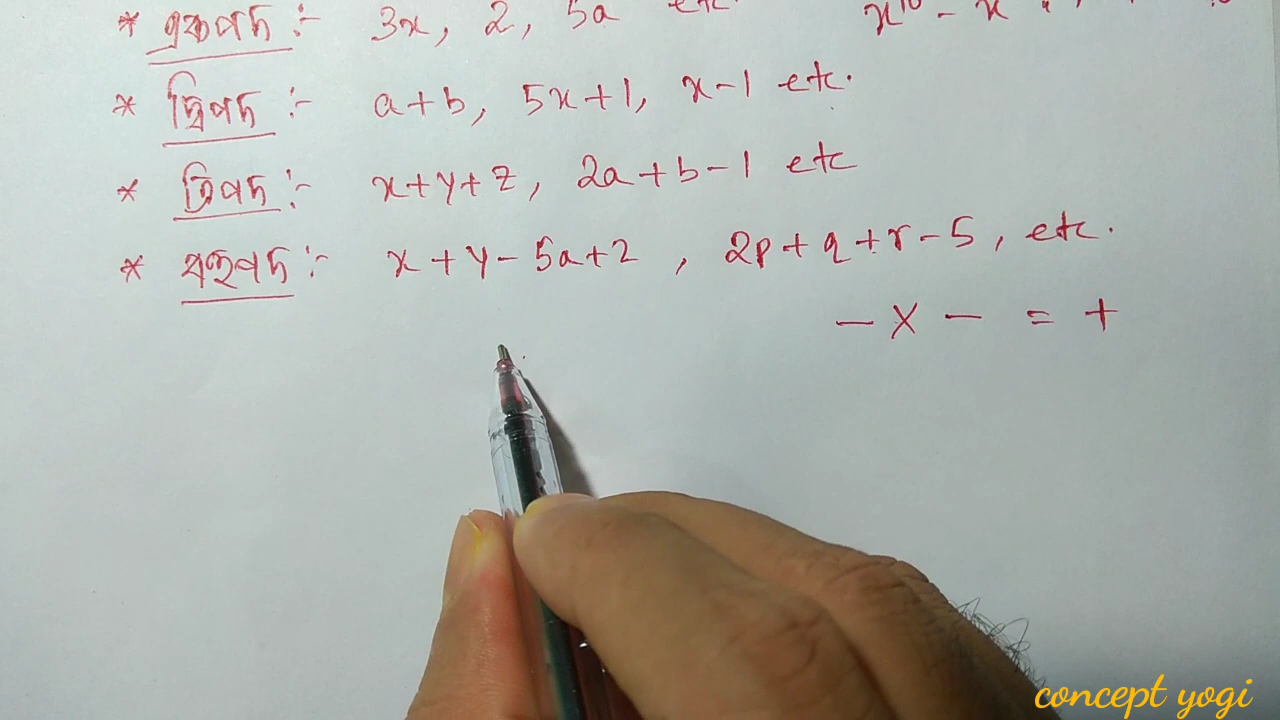 * একপদ :- 3x, 2, 5a etc.
* দ্বিপদ :- a+b, 5x+1, x-1 etc.
* ত্রিপদ :- x+y+z, 2a+b-1 etc
* বহুপদ :- x+y-5a+2, 2p+q+r-5, etc.
- X - = +
concept yogi